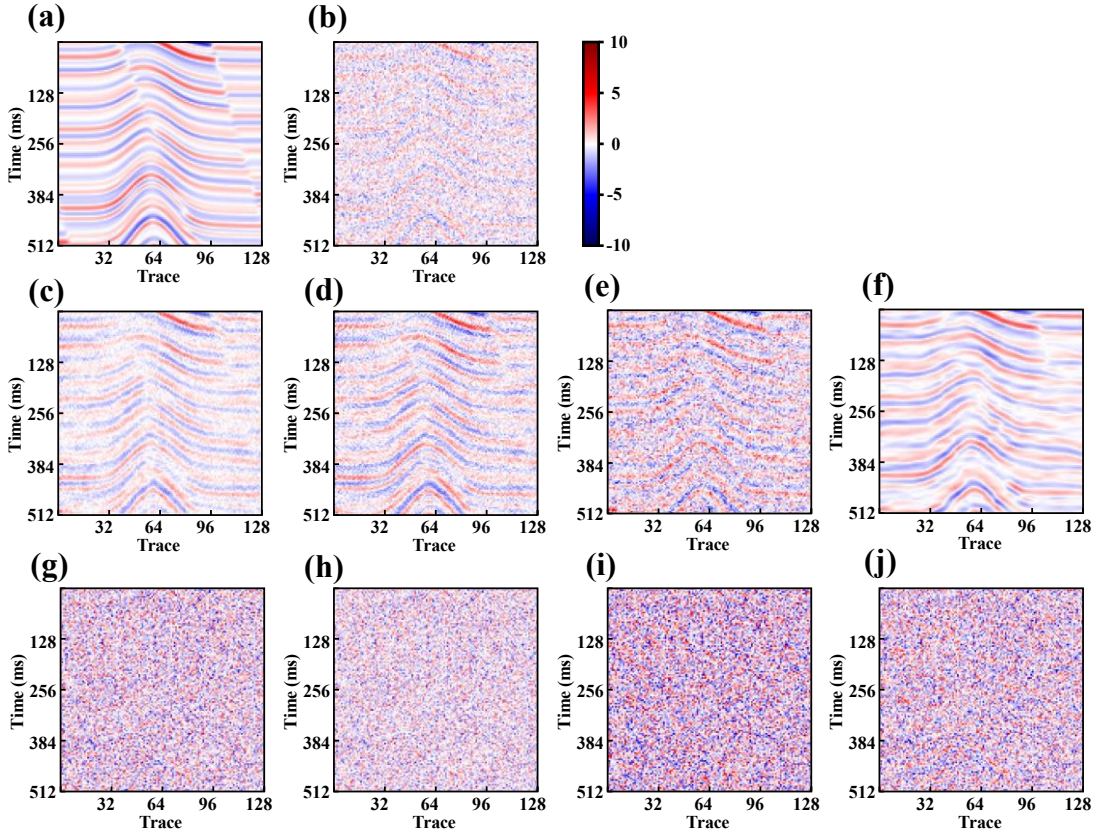 (a)
(b)
Time (ms)
128
256
384
512
32 64 96 128
Trace
Time (ms)
128
256
384
512
32 64 96 128
Trace
10
5
0
-5
-10
(c)
(d)
(e)
(f)
Time (ms)
128
256
384
512
32 64 96 128
Trace
Time (ms)
128
256
384
512
32 64 96 128
Trace
Time (ms)
128
256
384
512
32 64 96 128
Trace
Time (ms)
128
256
384
512
32 64 96 128
Trace
(g)
(h)
(i)
(j)
Time (ms)
128
256
384
512
32 64 96 128
Trace
Time (ms)
128
256
384
512
32 64 96 128
Trace
Time (ms)
128
256
384
512
32 64 96 128
Trace
Time (ms)
128
256
384
512
32 64 96 128
Trace